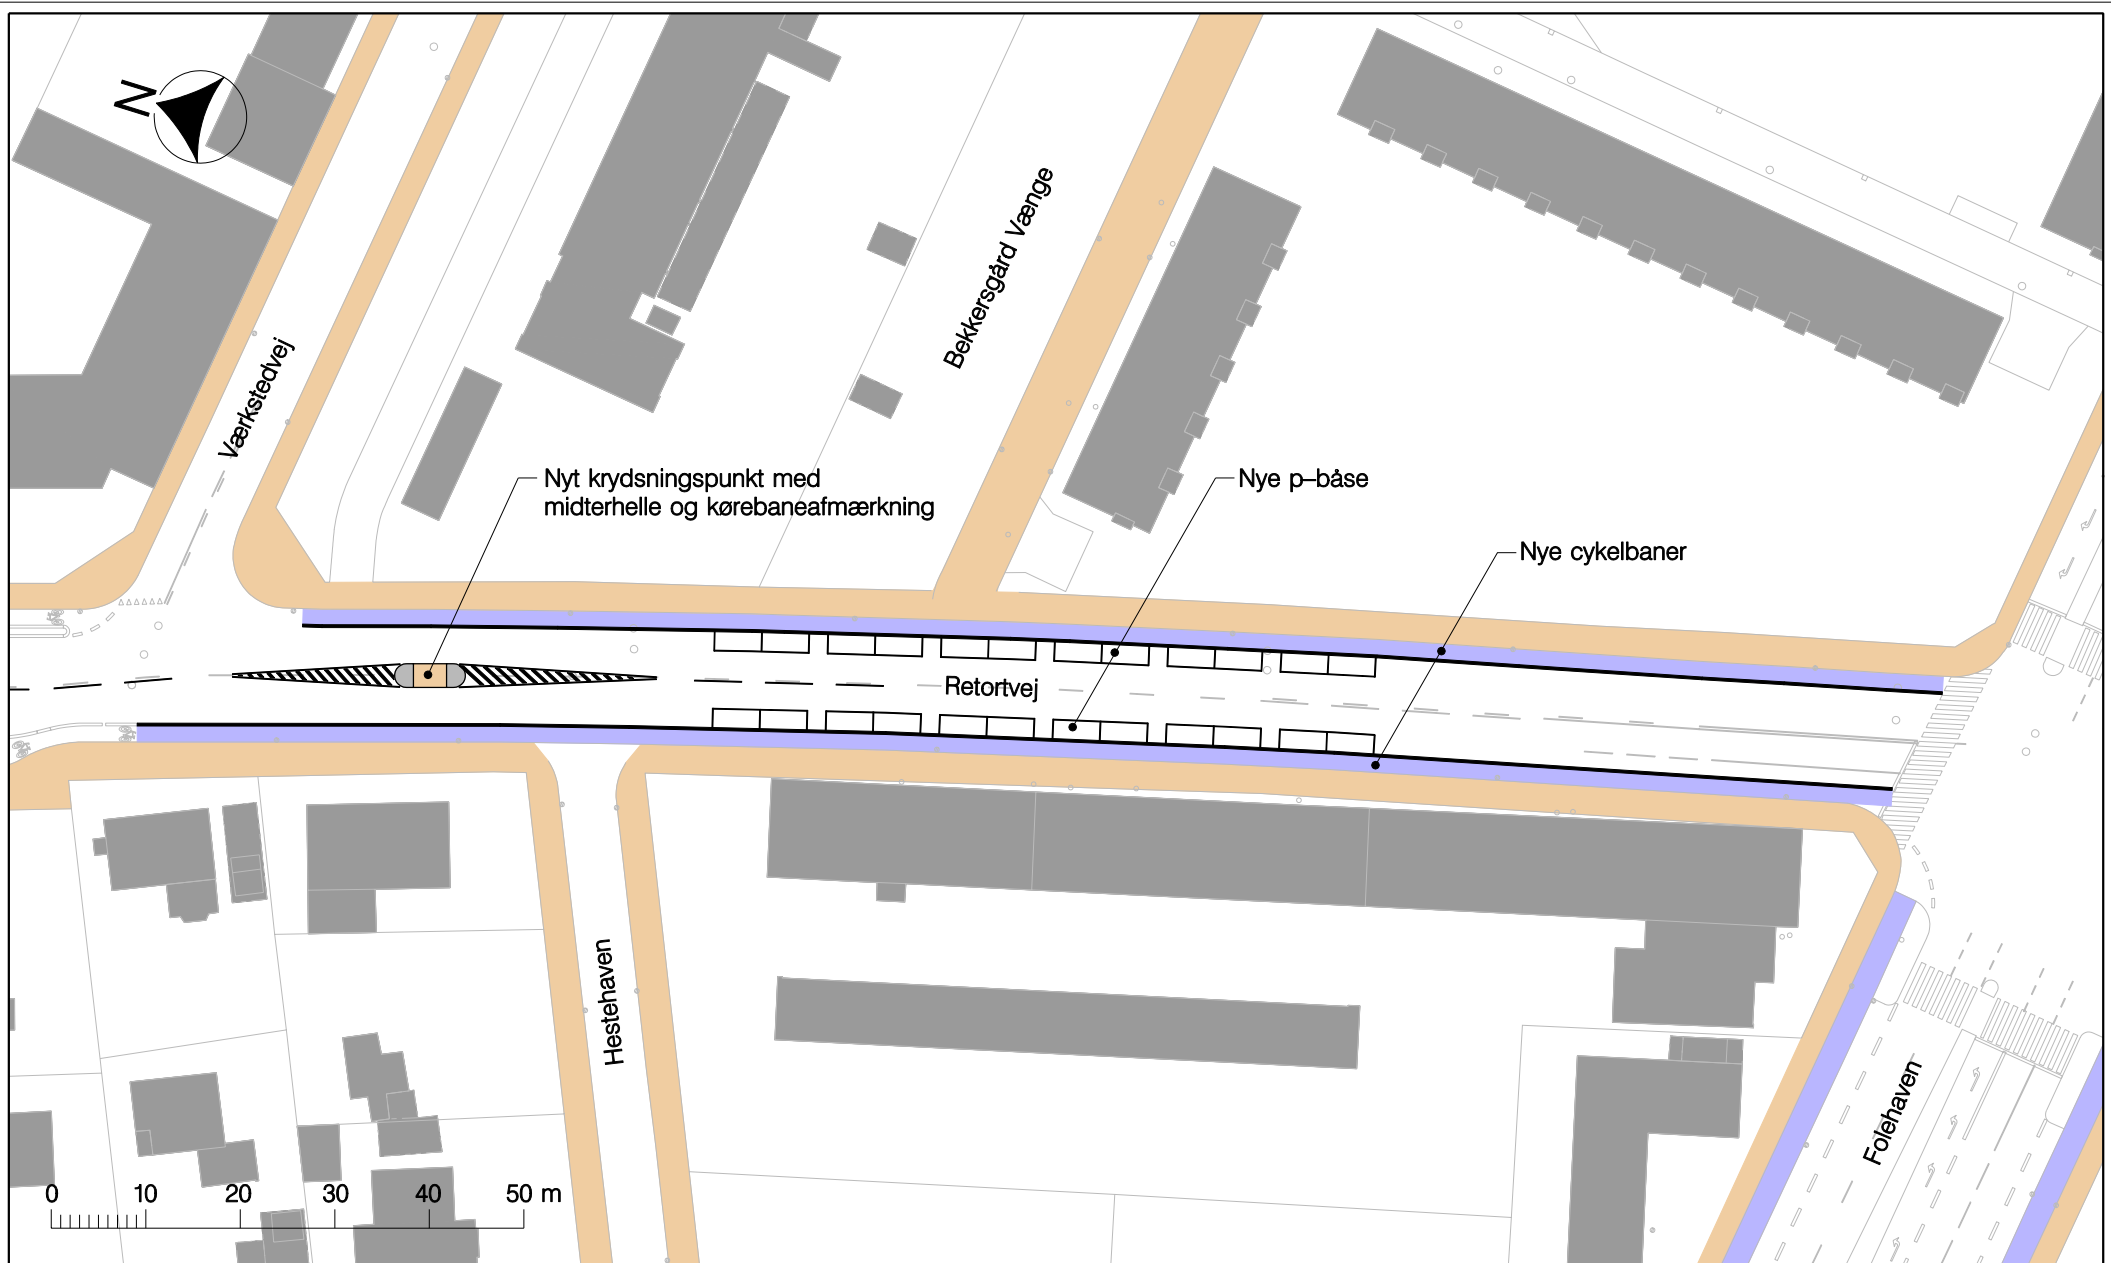 N
Værkstedvej
Bekkersgård Vænge
Nyt krydsningspunkt med
midterhelle og kørebaneafmærkning
Nye p–båse
Nye cykelbaner
Retortvej
Hestehaven
Folehaven
0 10 20 30 40 50 m